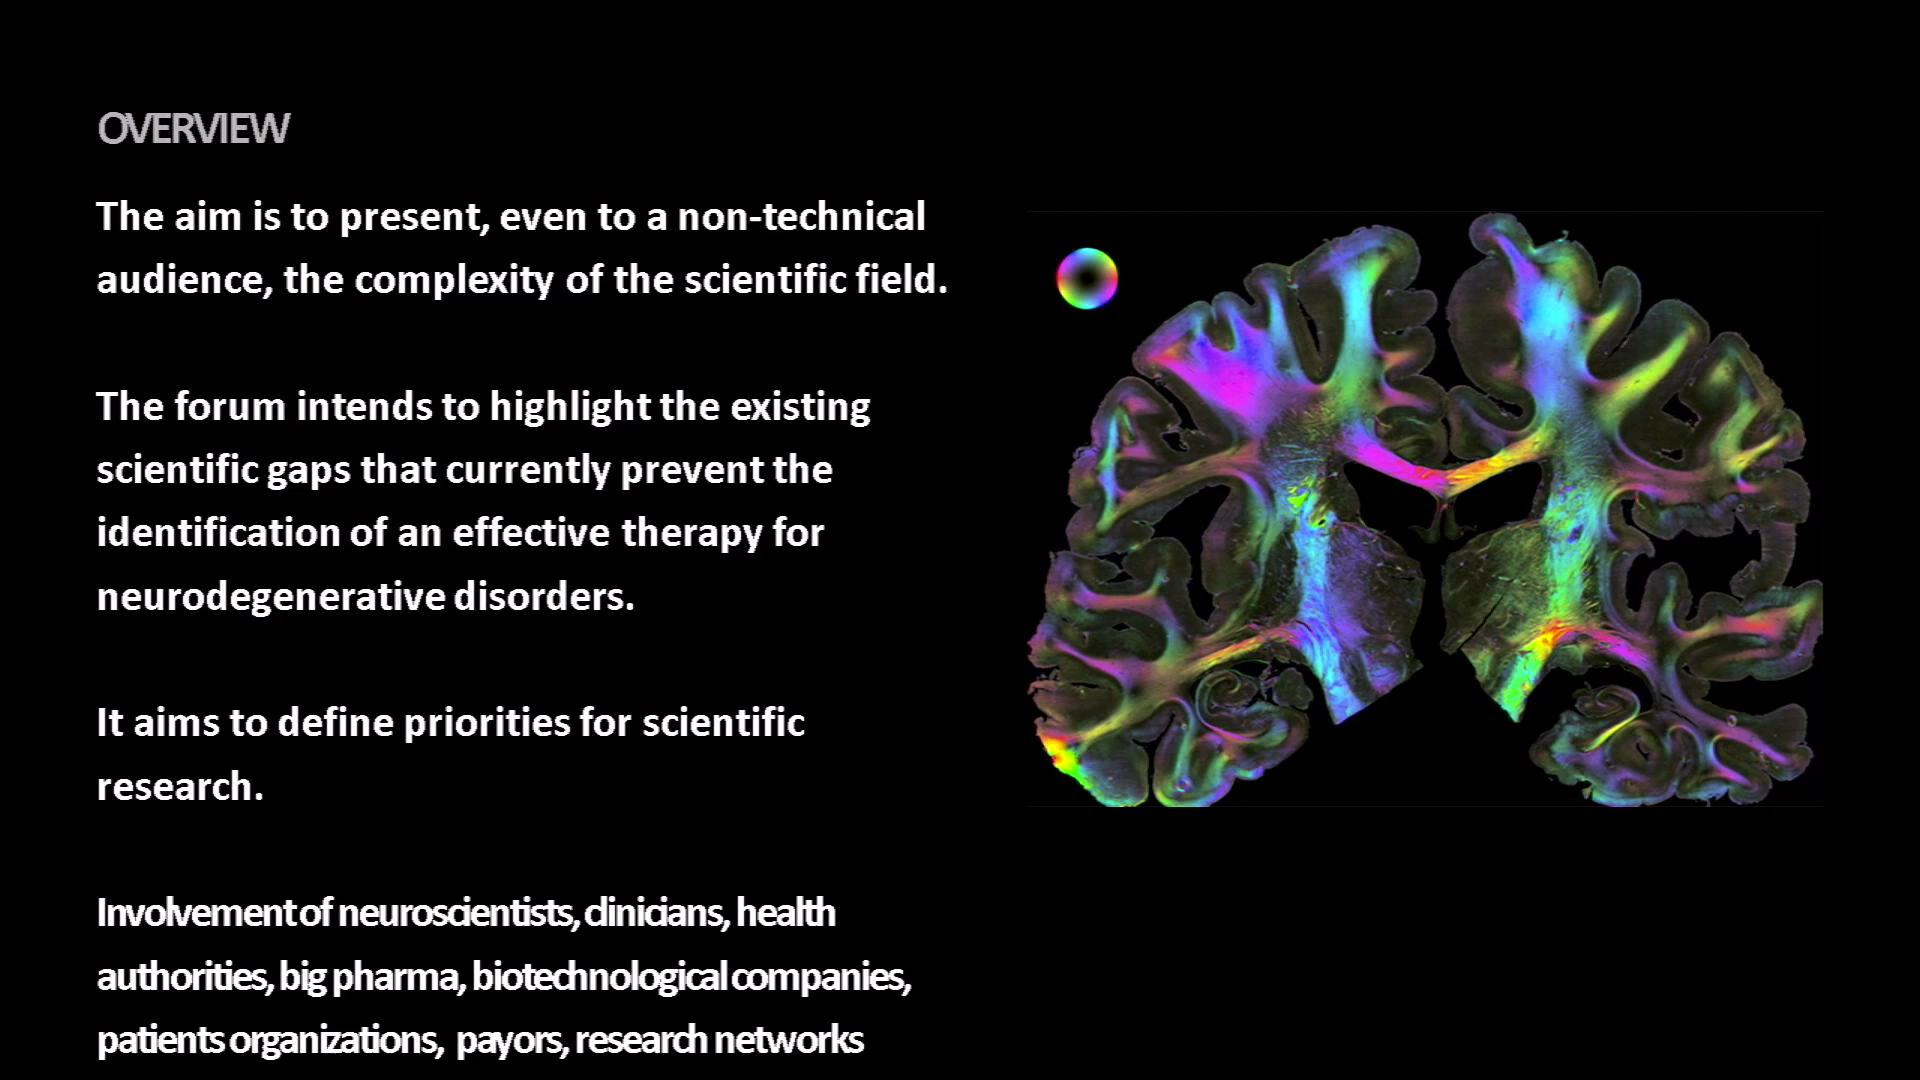 OVERVIEW
The aim is to present, even to a non-technical
audience, the complexity of the scientific field.
The forum intends to highlight the existing
scientific gaps that currently prevent the
identification of an effective therapy for
neurodegenerative disorders.
It aims to define priorities for scientific
research.
Involvement of neuroscientists, clinicians, health
authorities, big pharma, biotechnological companies,
patients organizations, payors, research networks